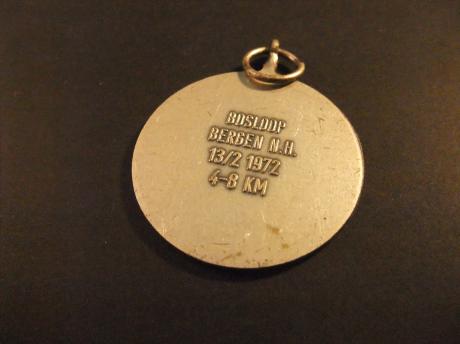 BOSLOOP
BERGEN N.H.
13/2 1972
4-8 KM